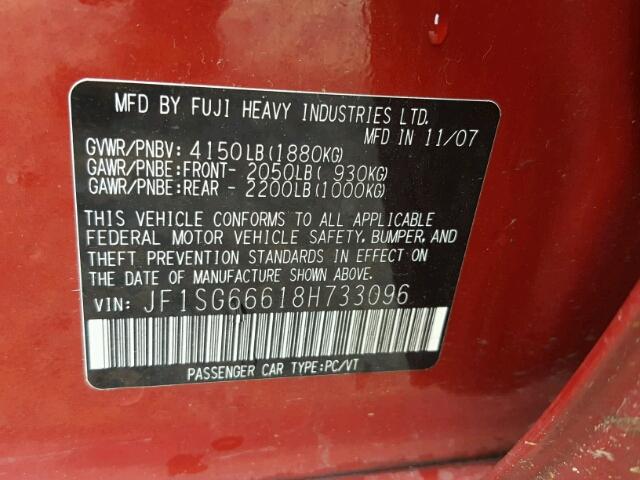 MFD BY FUJI HEAVY INDUSTRIES LTD.
MFD IN 11/07
GVWR/PNBV: 4150LB(1880KG)
GAWR/PNBE:FRONT- 2050LB( 930KG)
GAWR/PNBE:REAR - 2200LB(1000KG)
THIS VEHICLE CONFORMS TO ALL APPLICABLE
FEDERAL MOTOR VEHICLE SAFETY, BUMPER, AND
THEFT PREVENTION STANDARDS IN EFFECT ON
THE DATE OF MANUFACTURE SHOWN ABOVE.
VIN: JF1SG66618H733096
PASSENGER CAR TYPE:PC/VT